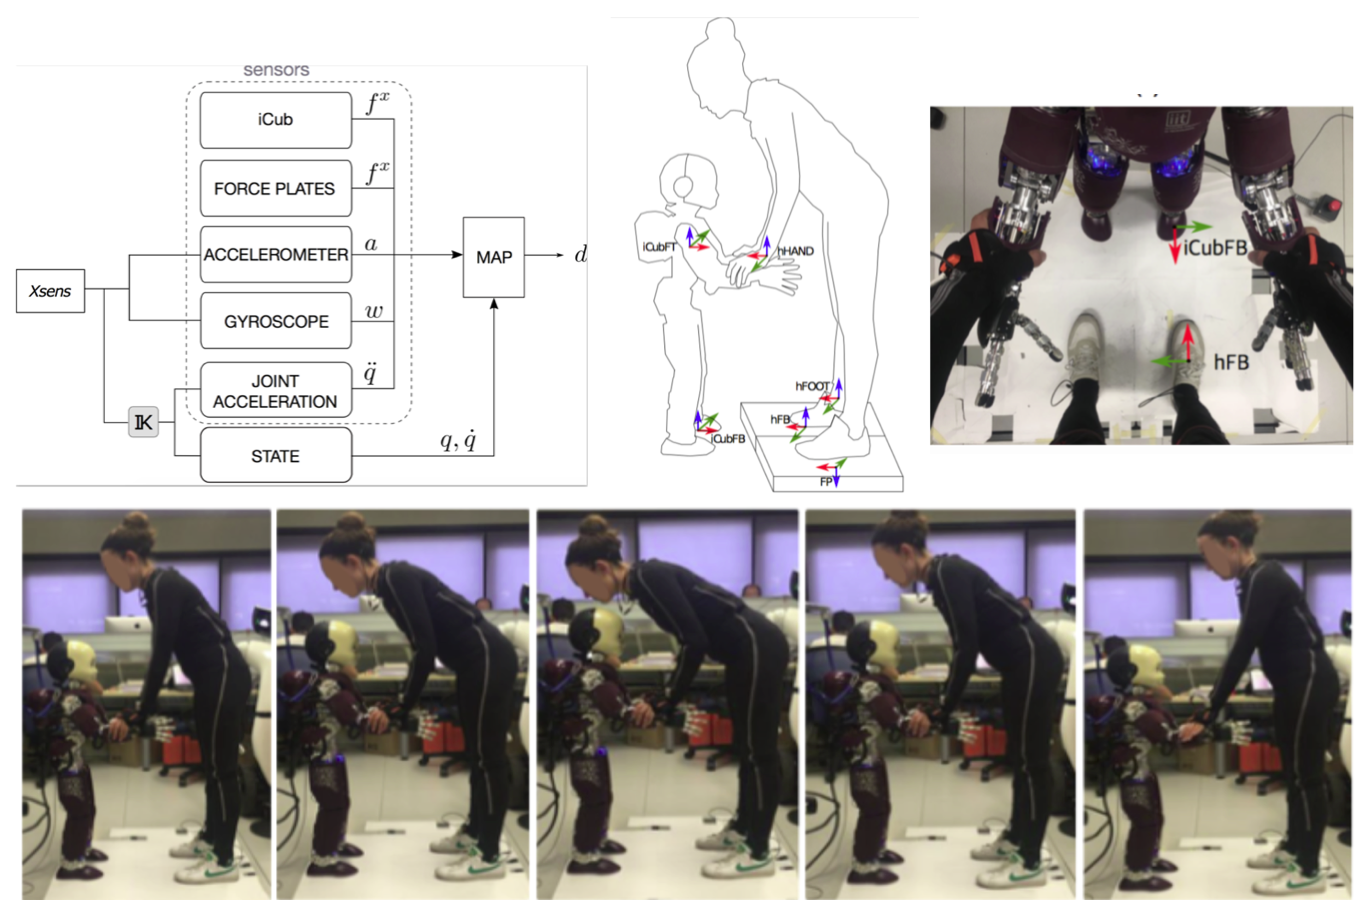 sensors
iCub
f^x
FORCE PLATES
f^x
ACCELEROMETER
a
GYROSCOPE
w
JOINT
ACCELERATION
q̈
STATE
q, q̇
Xsens
IK
MAP
d
iCubFT
hHAND
hFOOT
hFB
iCubFB
FP
iit
iCubFB
hFB